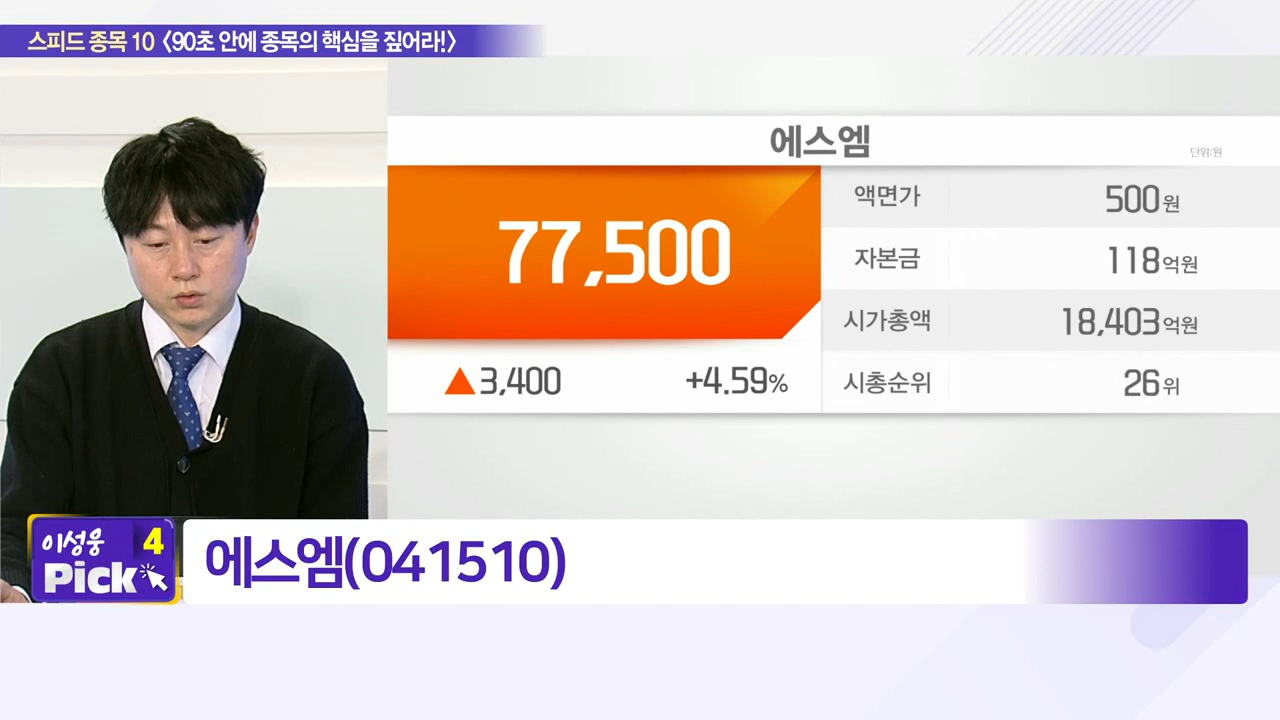 스피드 종목 10 <90초 안에 종목의 핵심을 짚어라!>
에스엠
단위:원
77,500
▲3,400 +4.59%
액면가 500원
자본금 118억원
시가총액 18,403억원
시총순위 26위
이성웅 4
Pick
에스엠(041510)